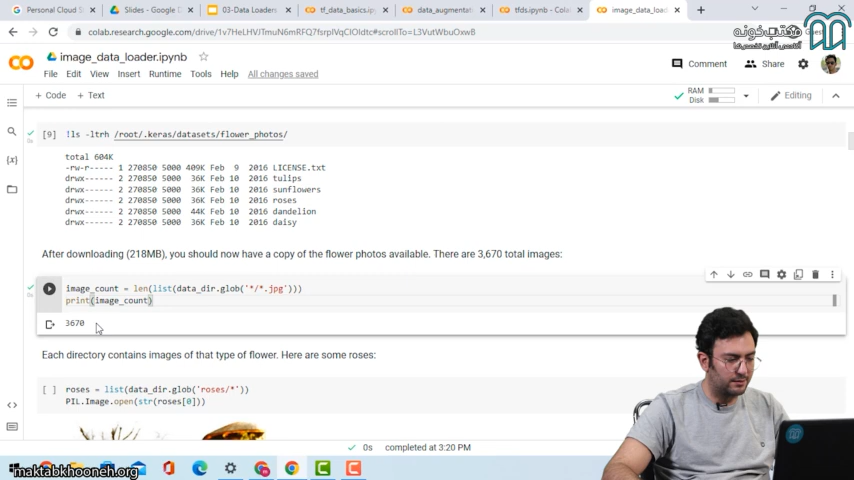 Personal Cloud S
Slides - Google D
03-Data Loaders
tf_data_basics.ip
data_augmentat
tfds.ipynb - Cola
image_data_load
colab.research.google.com/drive/
مکتب‌خونه
image_data_loader.ipynb
File Edit View Insert Runtime Tools Help All changes saved
Comment
Share
+ Code + Text
RAM
Disk
Editing
[9] !ls -ltrh /root/.keras/datasets/flower_photos/
0s
total 604K
-rw-r----- 1 270850 5000 409K Feb 9 2016 LICENSE.txt
drwx------ 2 270850 5000 36K Feb 10 2016 tulips
drwx------ 2 270850 5000 36K Feb 10 2016 sunflowers
drwx------ 2 270850 5000 36K Feb 10 2016 roses
drwx------ 2 270850 5000 44K Feb 10 2016 dandelion
drwx------ 2 270850 5000 36K Feb 10 2016 daisy
After downloading (218MB), you should now have a copy of the flower photos available. There are 3,670 total images:
image_count = len(list(data_dir.glob('*/*.jpg')))
print(image_count)
0s
3670
Each directory contains images of that type of flower. Here are some roses:
[ ] roses = list(data_dir.glob('roses/*'))
PIL.Image.open(str(roses[0]))
0s completed at 3:20 PM
maktabkhooneh.org